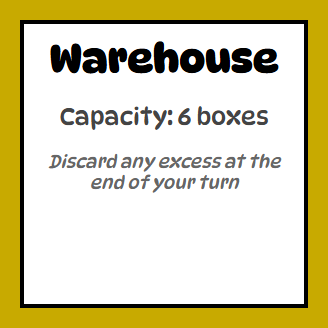 Warehouse
Capacity: 6 boxes
Discard any excess at the
end of your turn